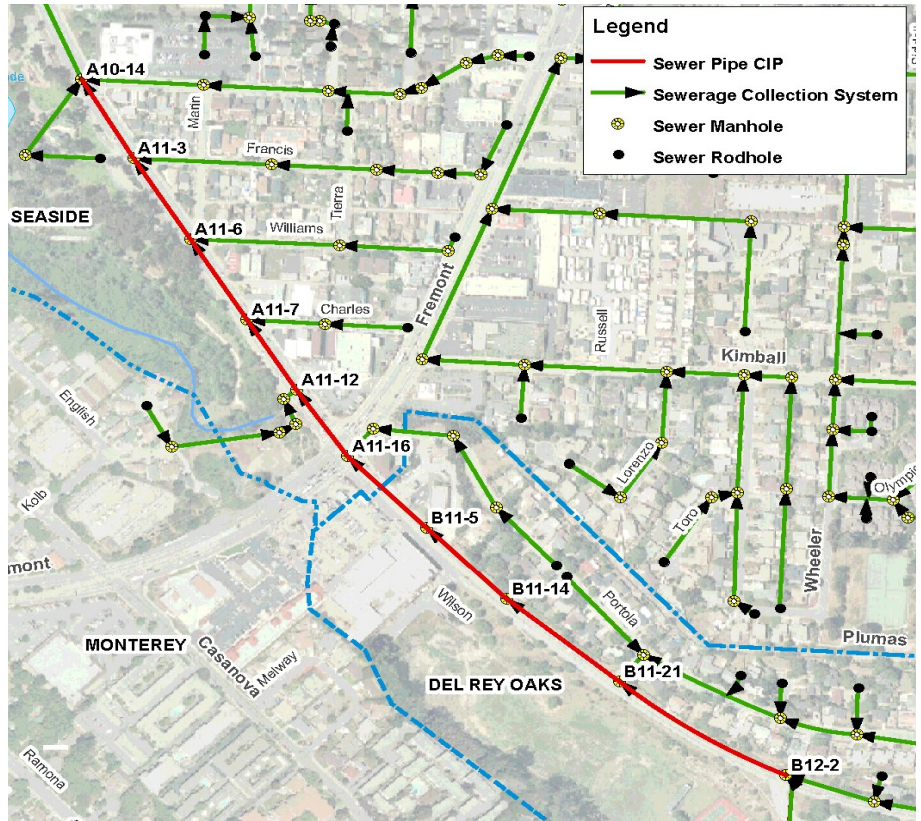 Legend
Sewer Pipe CIP
Sewerage Collection System
Sewer Manhole
Sewer Rodhole
A10-14
Marin
A11-3
Francis
SEASIDE
Tierra
A11-6
Williams
A11-7
Charles
Fremont
Russell
Kimball
A11-12
English
A11-16
Lorenzo
Olympic
Kolb
Toro
B11-5
Wheeler
mont
B11-14
Wilson
Portola
Plumas
MONTEREY
Casanova
Melway
B11-21
DEL REY OAKS
B12-2
Ramona